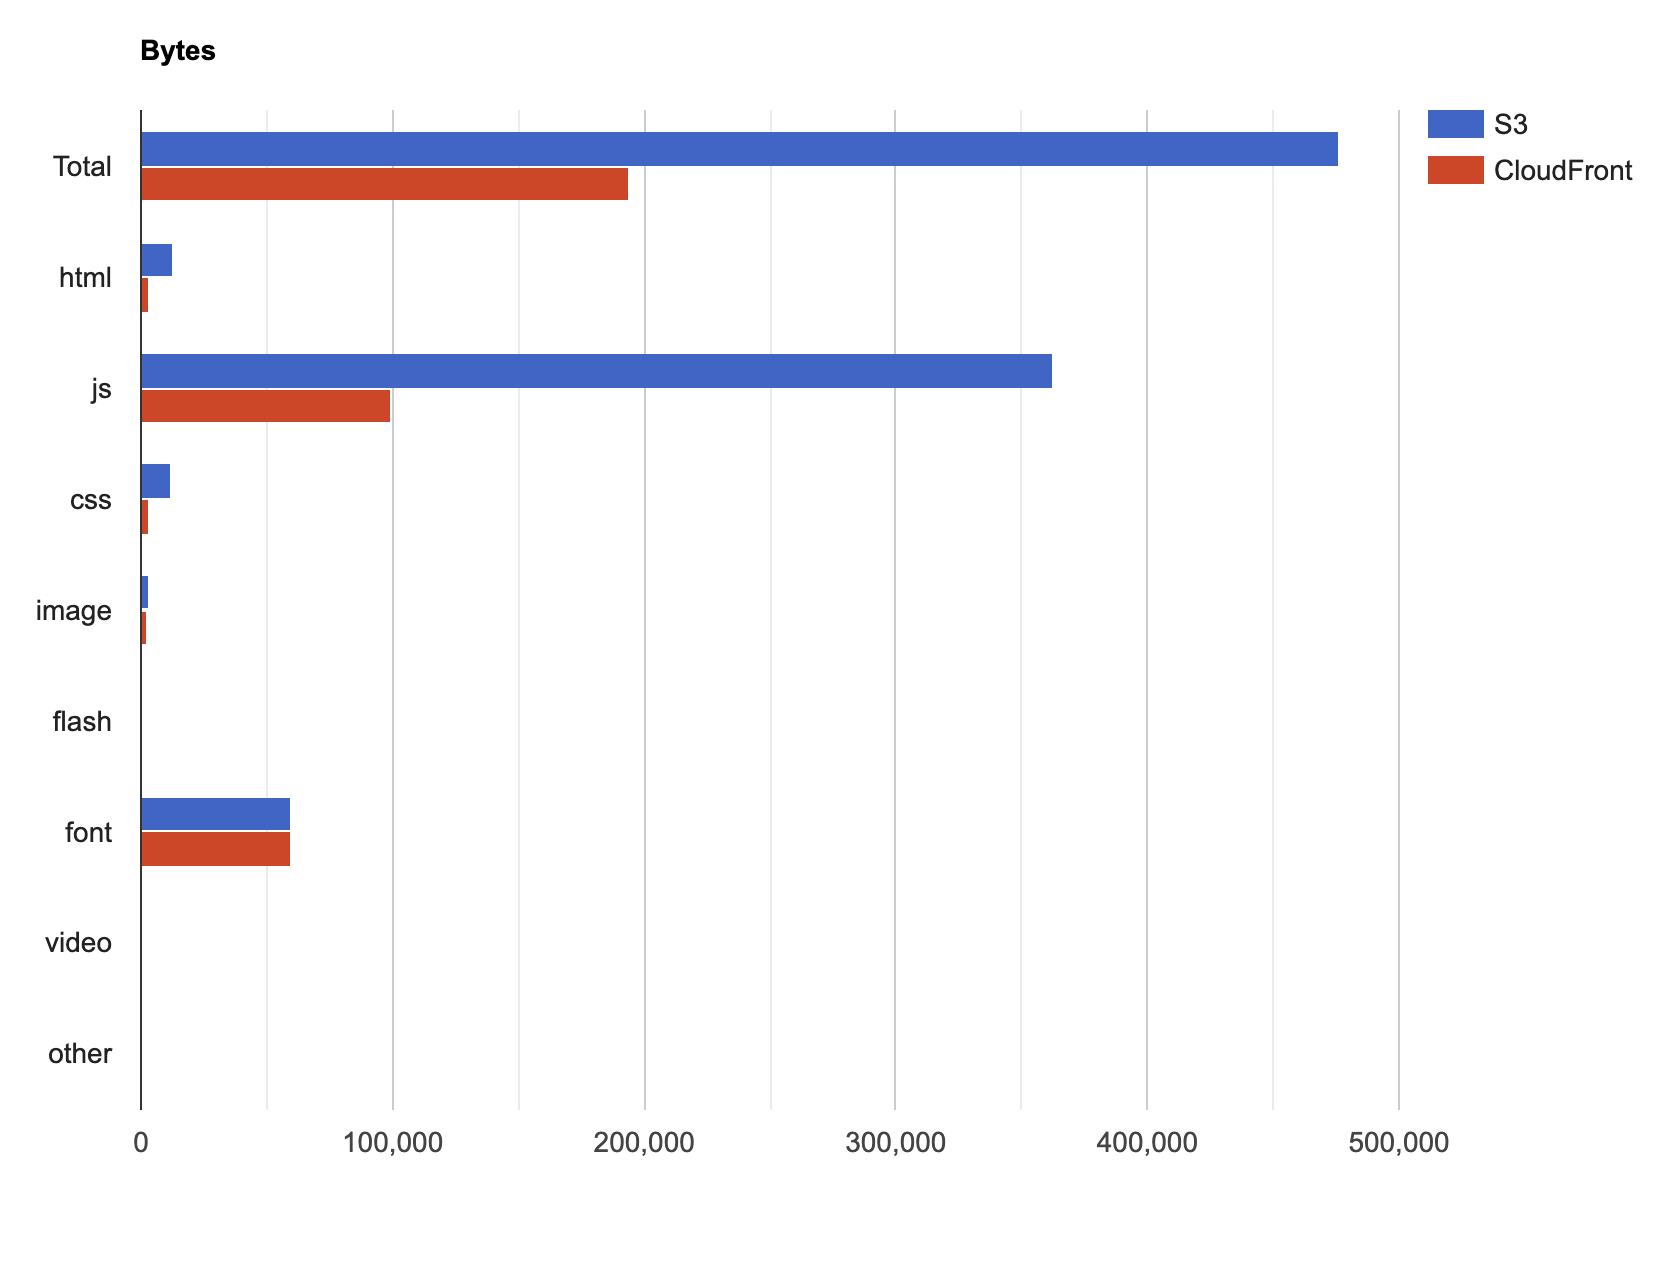 Bytes
S3
CloudFront
Total
html
js
css
image
flash
font
video
other
0 100,000 200,000 300,000 400,000 500,000